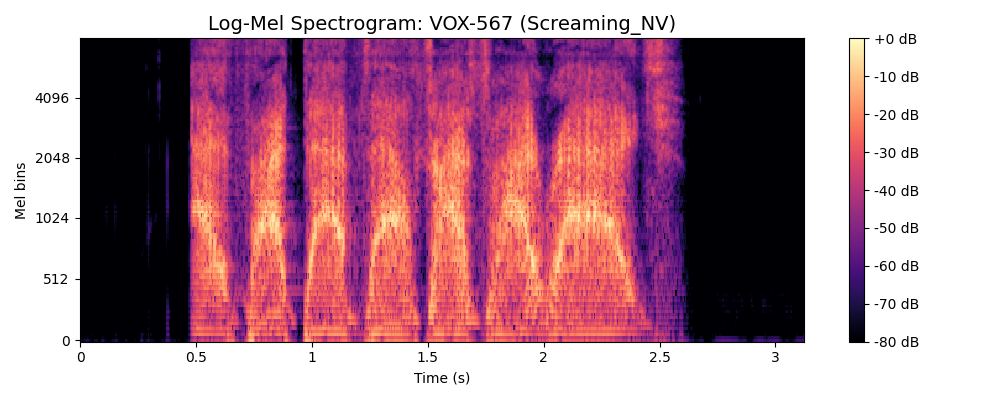 Log-Mel Spectrogram: VOX-567 (Screaming_NV)
+0 dB
-10 dB
-20 dB
-30 dB
-40 dB
-50 dB
-60 dB
-70 dB
-80 dB
Mel bins
4096
2048
1024
512
0
0 0.5 1 1.5 2 2.5 3
Time (s)